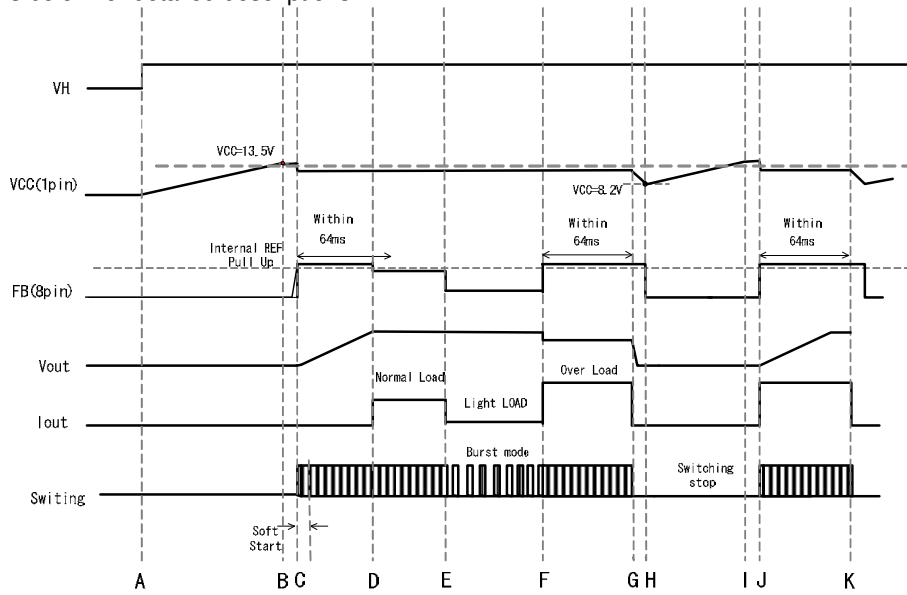 VH
VCC=13.5V
VCC(1pin)
VCC=8.2V
Within
64ms
Within
64ms
Within
64ms
Internal REF
Pull Up
FB(8pin)
Vout
Normal Load
Over Load
Light LOAD
Iout
Burst mode
Switching
stop
Switing
Soft
Start
A B C D E F G H I J K